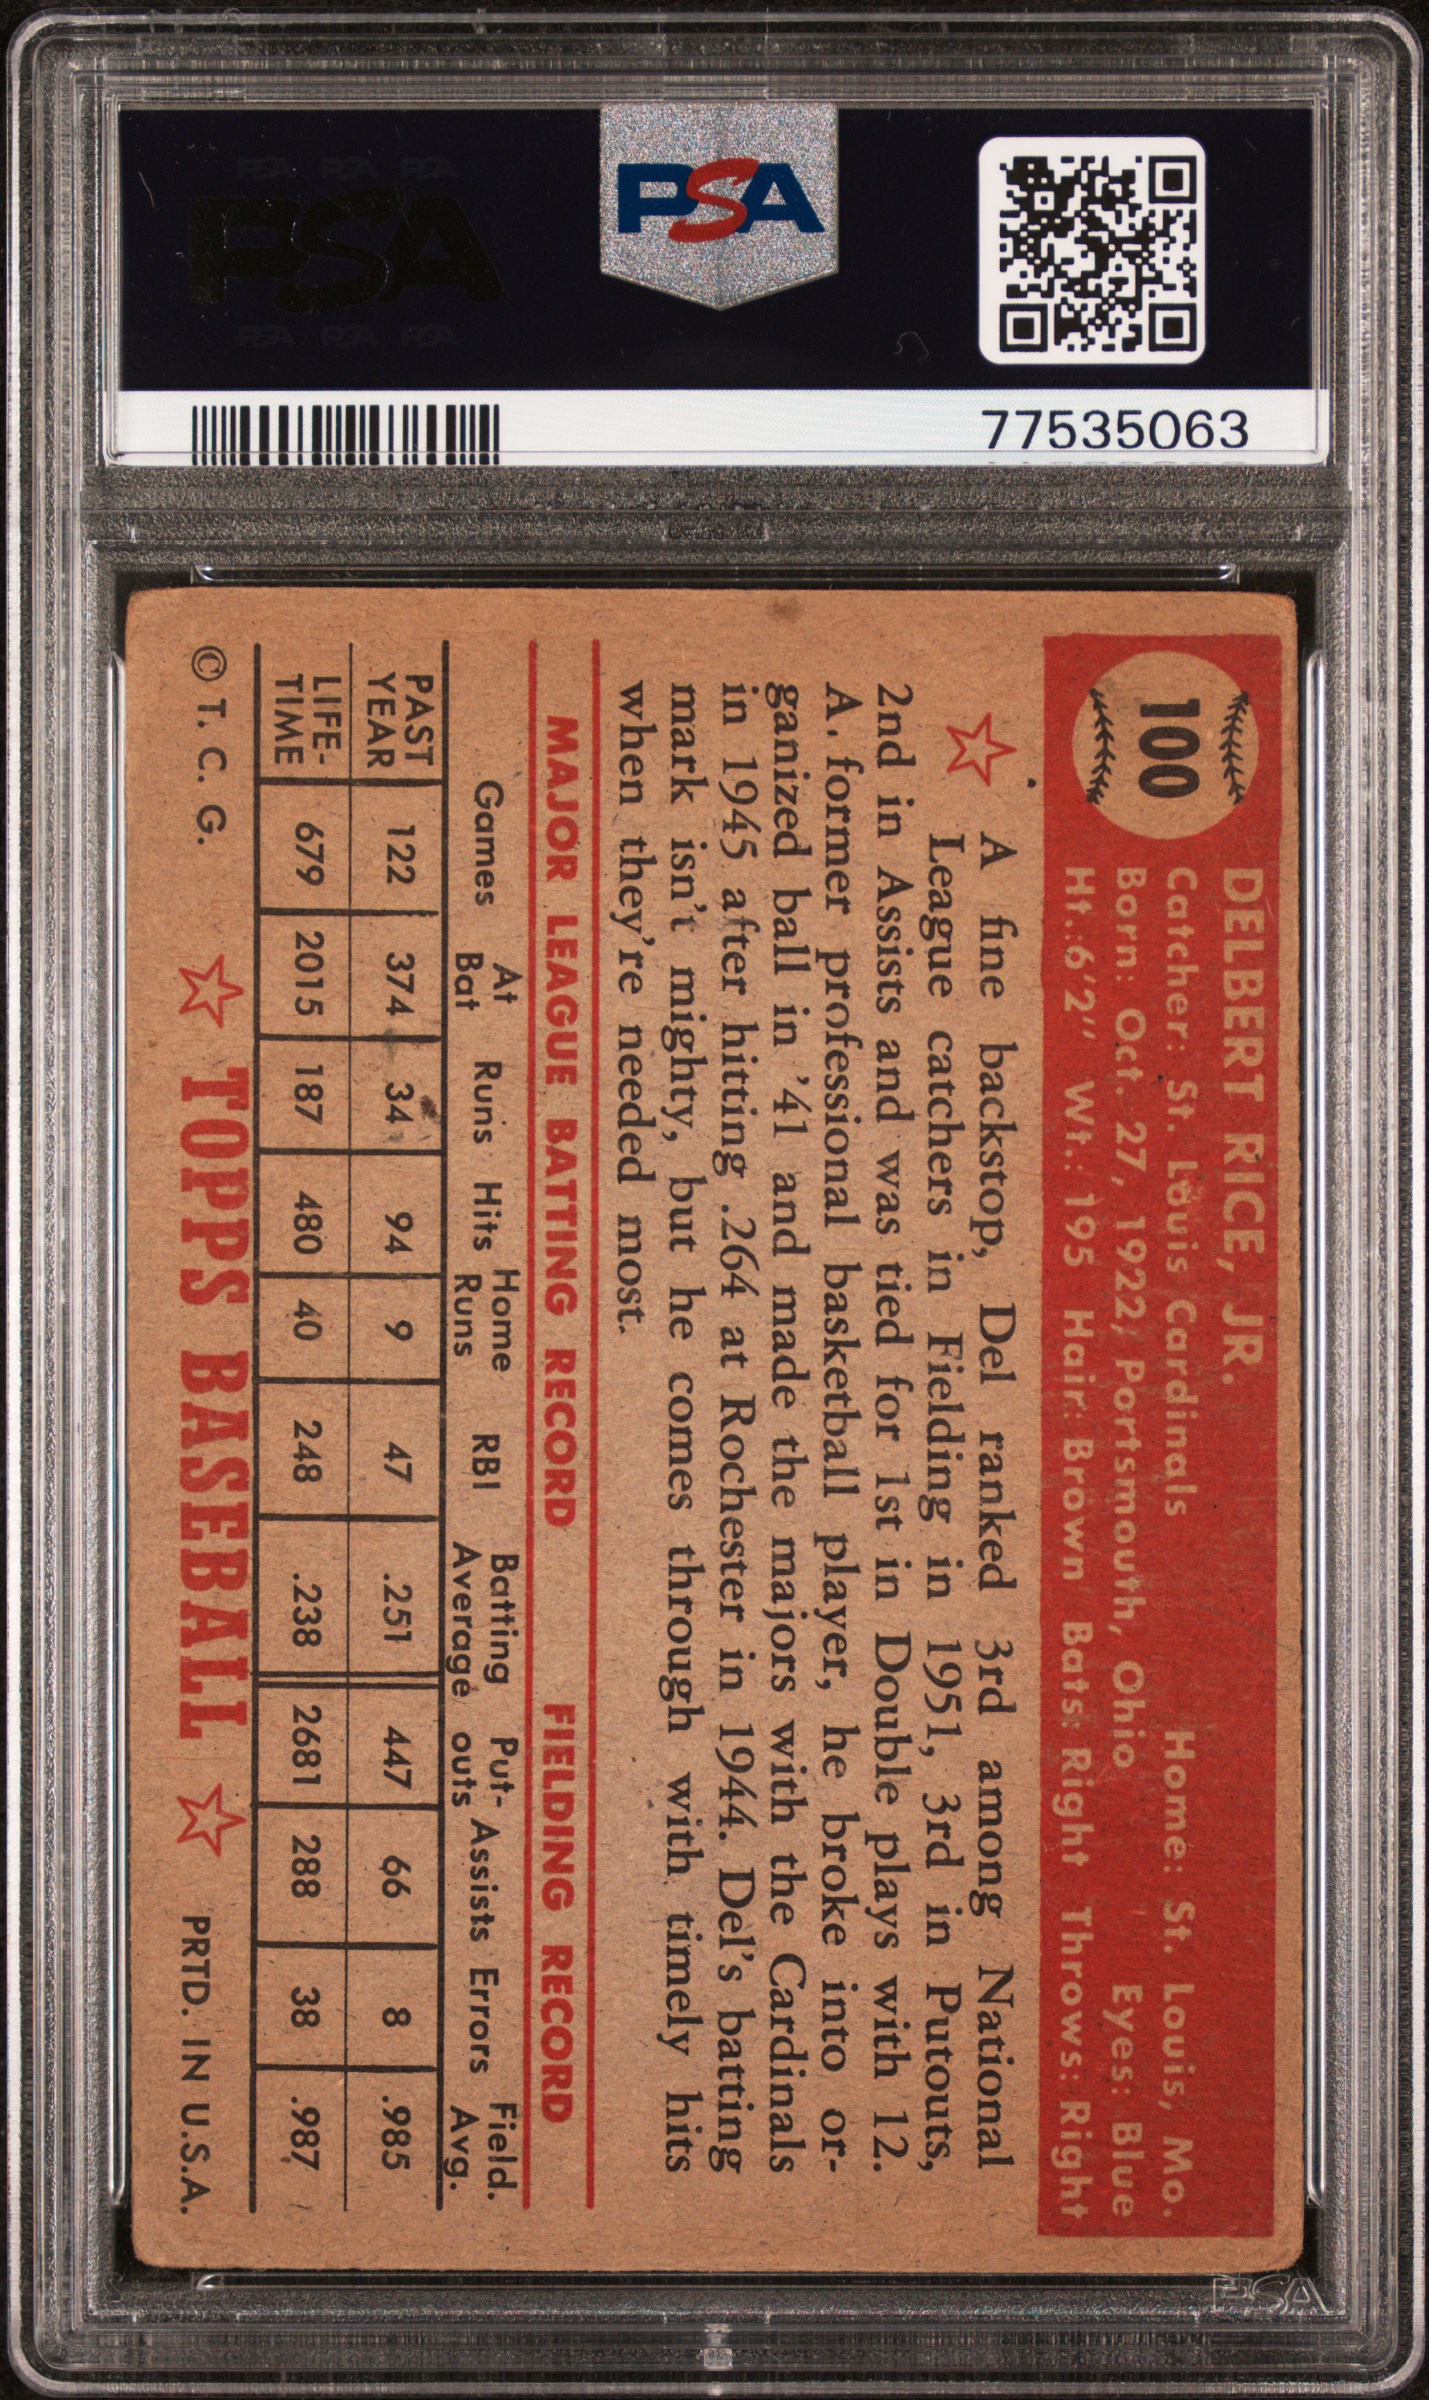 PSA PSA PSA
PSA
PSA PSA PSA
PSA
77535063
100
DELBERT RICE, JR.
Catcher: St. Louis Cardinals Home: St. Louis, Mo.
Born: Oct. 27, 1922, Portsmouth, Ohio Eyes: Blue
Ht.: 6'2" Wt.: 195 Hair: Brown Bats: Right Throws: Right
A fine backstop, Del ranked 3rd among National
League catchers in Fielding in 1951, 3rd in Putouts,
2nd in Assists and was tied for 1st in Double plays with 12.
A. former professional basketball player, he broke into or-
ganized ball in '41 and made the majors with the Cardinals
in 1945 after hitting .264 at Rochester in 1944. Del's batting
mark isn't mighty, but he comes through with timely hits
when they're needed most.
MAJOR LEAGUE BATTING RECORD FIELDING RECORD
Games At Bat Runs Hits Home Runs RBI Batting Average Put-outs Assists Errors Field. Avg.
PAST YEAR 122 374 34 94 9 47 .251 447 66 8 .985
LIFE-TIME 679 2015 187 480 40 248 .238 2681 288 38 .987
© T. C. G. TOPPS BASEBALL PRTD. IN U.S.A.
PSA